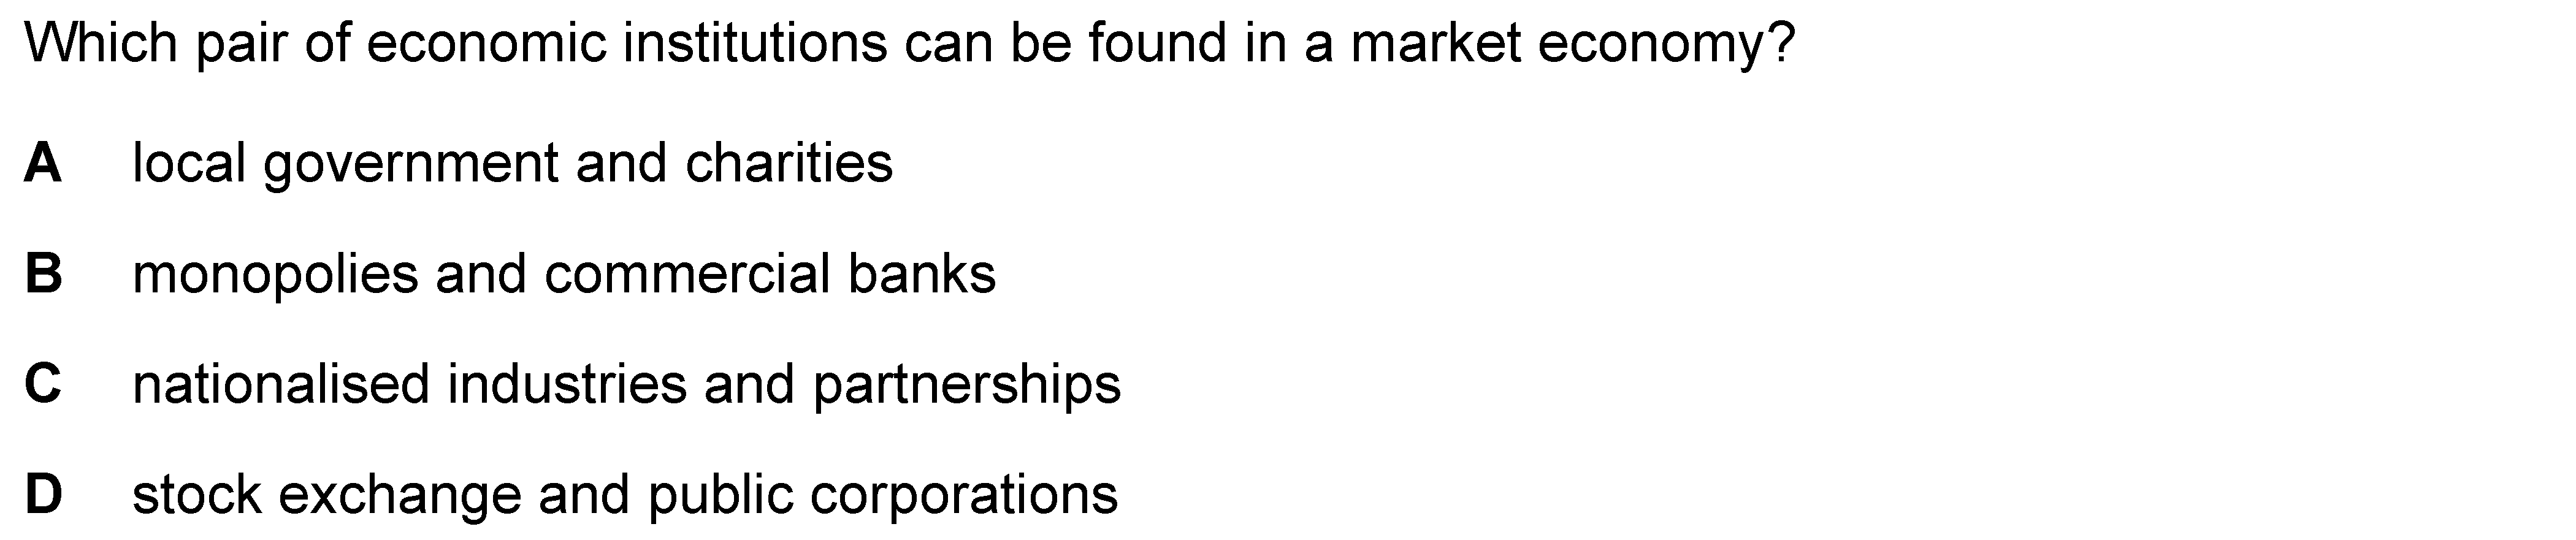 Which pair of economic institutions can be found in a market economy?
A local government and charities
B monopolies and commercial banks
C nationalised industries and partnerships
D stock exchange and public corporations